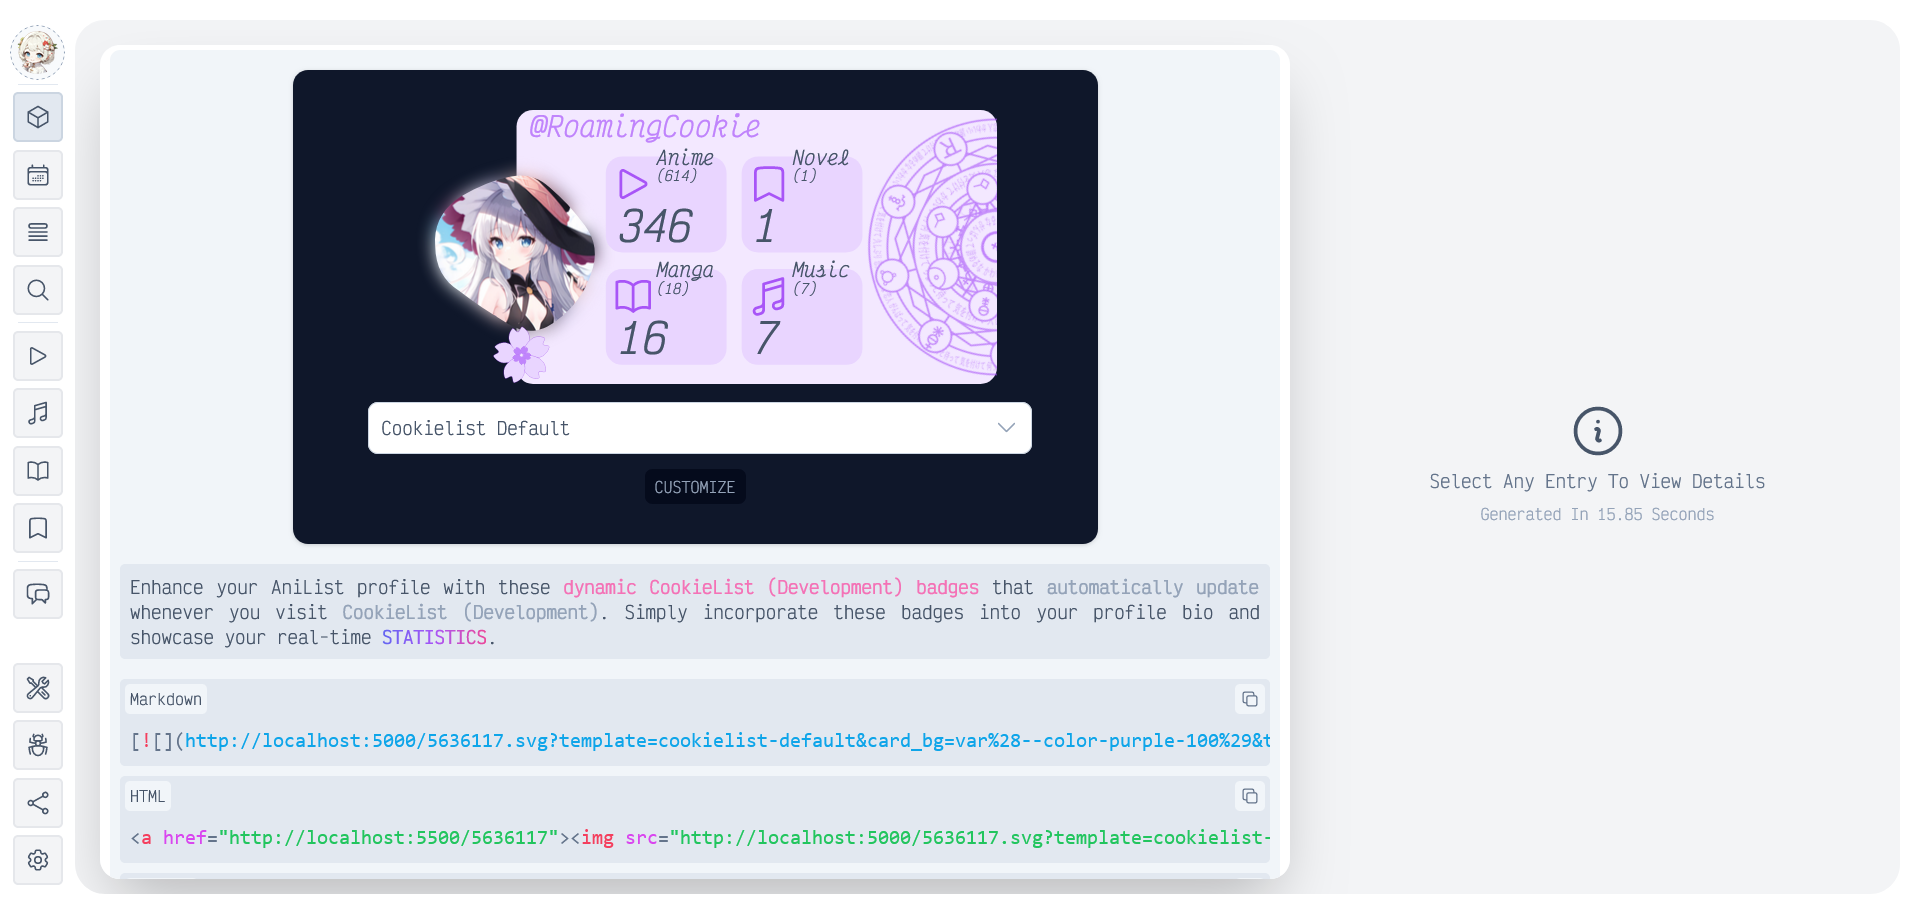 @RoamingCookie
Anime
(614)
346
Novel
(1)
1
Manga
(18)
16
Music
(7)
7
Cookielist Default
CUSTOMIZE
Enhance your AniList profile with these dynamic CookieList (Development) badges that automatically update
whenever you visit CookieList (Development). Simply incorporate these badges into your profile bio and
showcase your real-time STATISTICS.
Markdown
[![](http://localhost:5000/5636117.svg?template=cookielist-default&card_bg=var%28--color-purple-100%29&t
HTML
<a href="http://localhost:5500/5636117"><img src="http://localhost:5000/5636117.svg?template=cookielist-
Select Any Entry To View Details
Generated In 15.85 Seconds